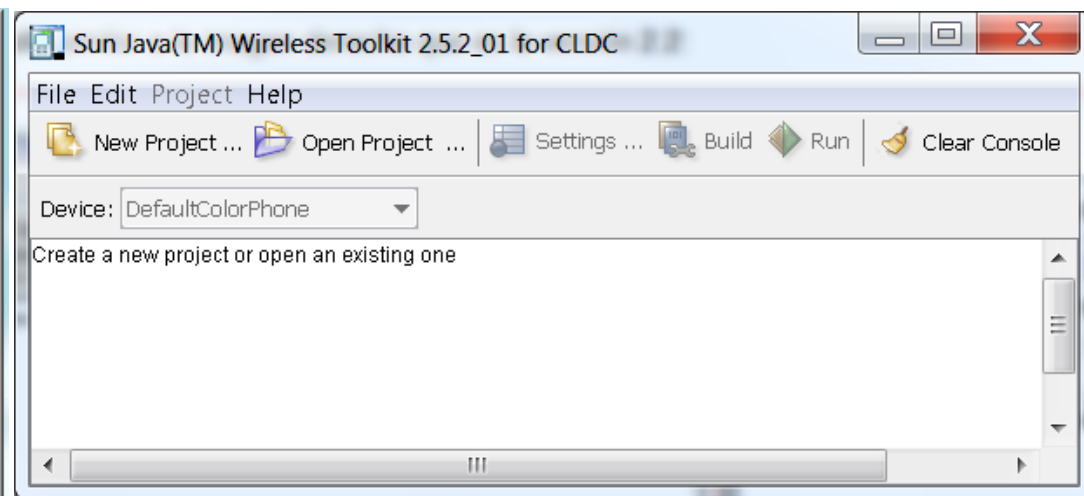 Sun Java(TM) Wireless Toolkit 2.5.2_01 for CLDC
File Edit Project Help
New Project ... Open Project ... Settings ... Build Run Clear Console
Device: DefaultColorPhone
Create a new project or open an existing one